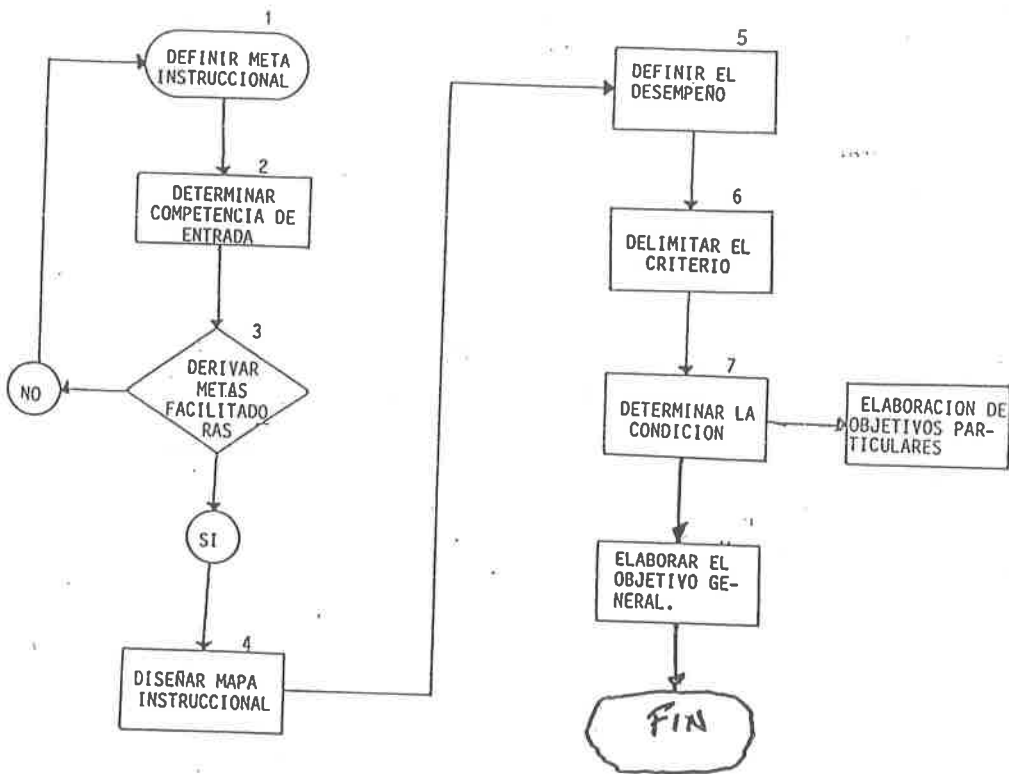 1
DEFINIR META
INSTRUCCIONAL
2
DETERMINAR
COMPETENCIA DE
ENTRADA
3
DERIVAR
METAS
FACILITADO
RAS
NO
SI
4
DISEÑAR MAPA
INSTRUCCIONAL
5
DEFINIR EL
DESEMPEÑO
6
DELIMITAR EL
CRITERIO
7
DETERMINAR LA
CONDICION
ELABORACION DE
OBJETIVOS PAR-
TICULARES
ELABORAR EL
OBJETIVO GE-
NERAL.
FIN